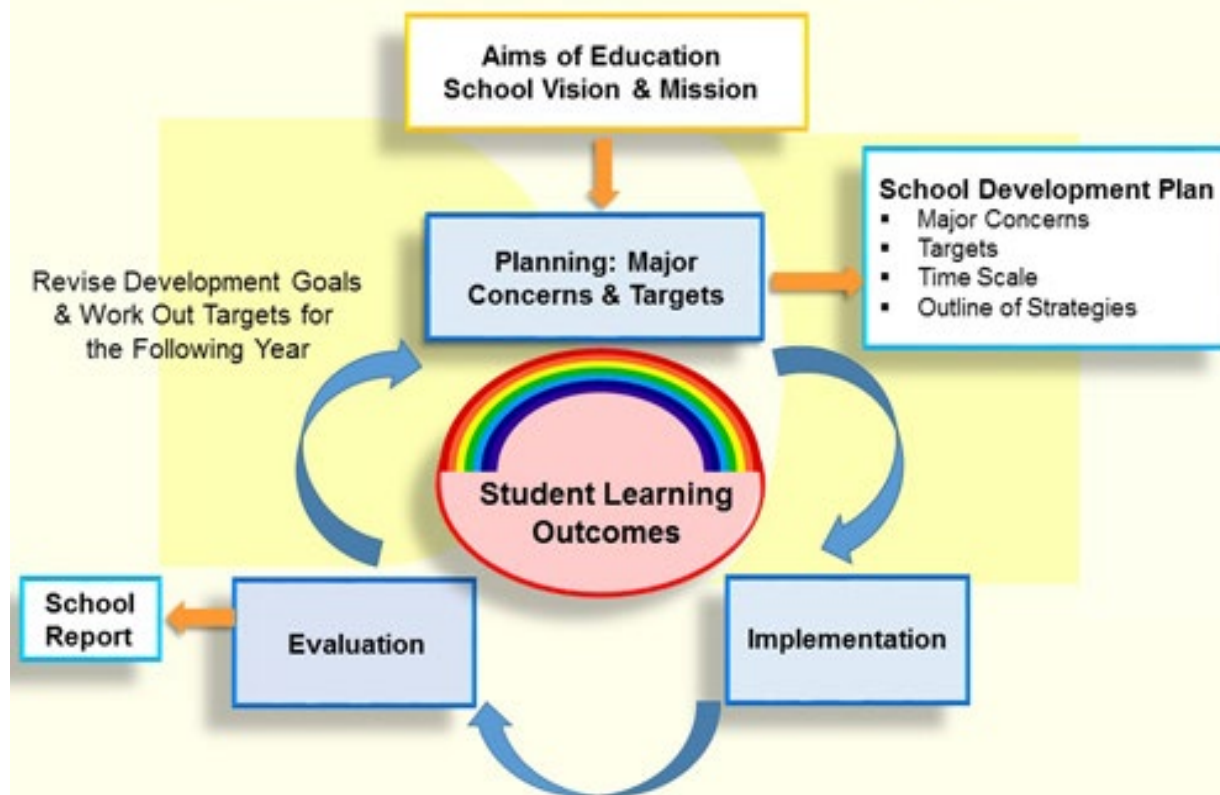 Aims of Education
School Vision & Mission
School Development Plan
▪ Major Concerns
▪ Targets
▪ Time Scale
▪ Outline of Strategies
Planning: Major
Concerns & Targets
Revise Development Goals
& Work Out Targets for
the Following Year
Student Learning
Outcomes
School
Report
Evaluation
Implementation